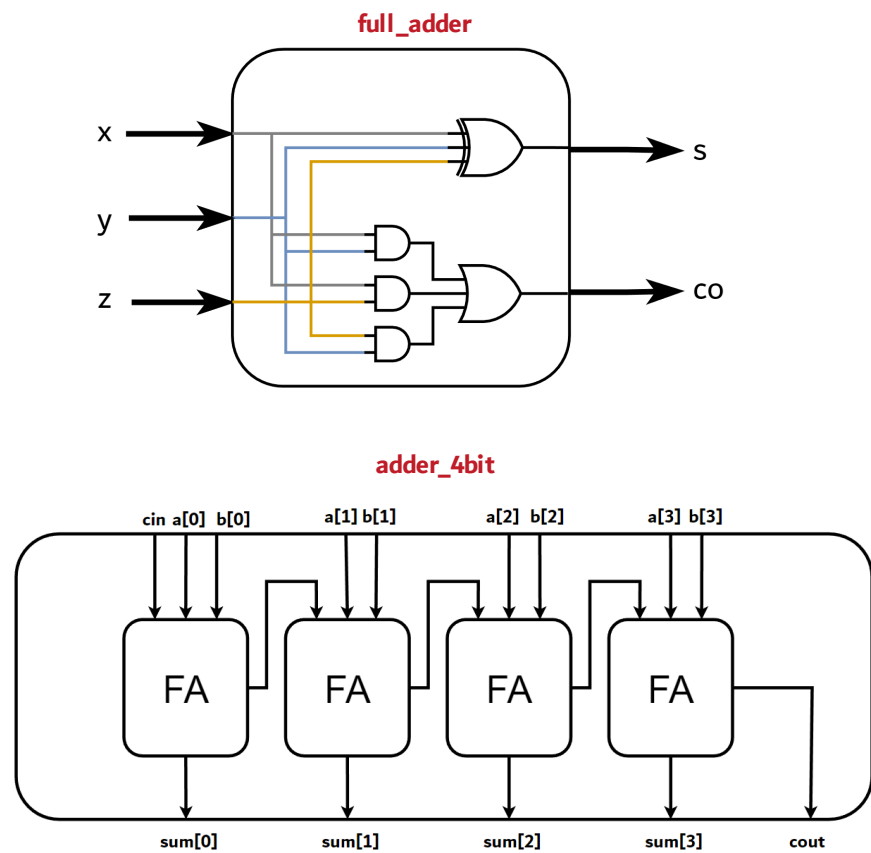 full_adder
x
s
y
z
co
adder_4bit
cin a[0] b[0] a[1] b[1] a[2] b[2] a[3] b[3]
FA FA FA FA
sum[0] sum[1] sum[2] sum[3] cout